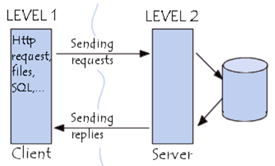 LEVEL 1
LEVEL 2
Http
request,
files,
SQL,...
Sending
requests
Sending
replies
Client
Server